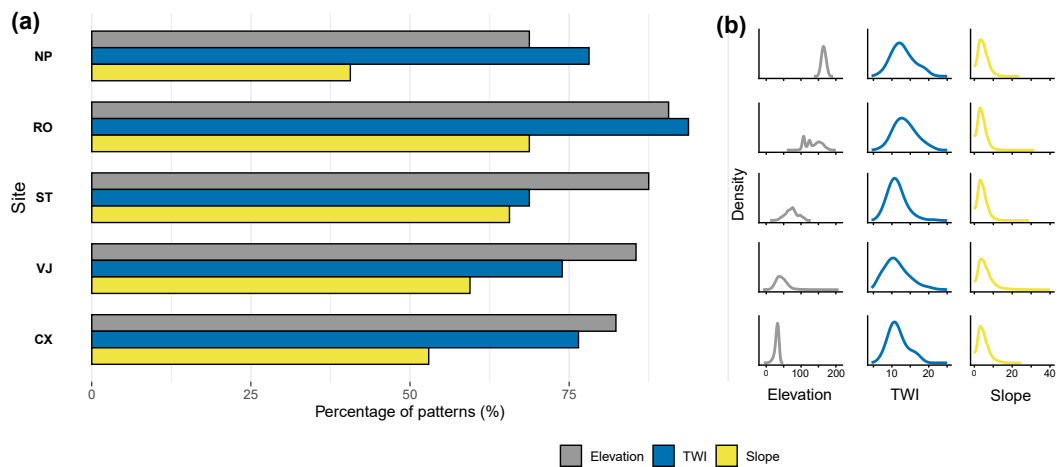 (a)
Site
NP
RO
ST
VJ
CX
0 25 50 75
Percentage of patterns (%)
(b)
Density
0 100 200
10 20
0 20 40
Elevation TWI Slope
Elevation TWI Slope